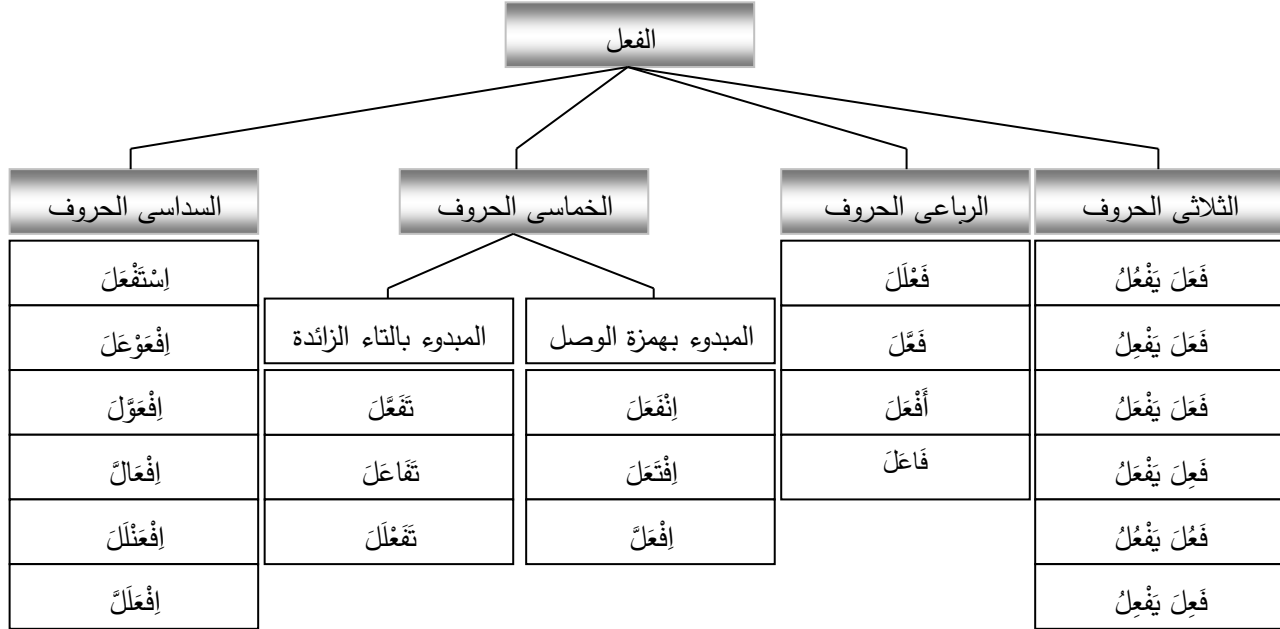 الفعل
الثلاثى الحروف
فَعَلَ يَفْعُلُ
فَعَلَ يَفْعِلُ
فَعَلَ يَفْعَلُ
فَعِلَ يَفْعَلُ
فَعُلَ يَفْعُلُ
فَعِلَ يَفْعِلُ
الرباعى الحروف
فَعْلَلَ
فَعَّلَ
أَفْعَلَ
فَاعَلَ
الخماسى الحروف
المبدوء بهمزة الوصل
اِنْفَعَلَ
اِفْتَعَلَ
اِفْعَلَّ
المبدوء بالتاء الزائدة
تَفَعَّلَ
تَفَاعَلَ
تَفَعْلَلَ
السداسى الحروف
اِسْتَفْعَلَ
اِفْعَوْعَلَ
اِفْعَوَّلَ
اِفْعَالَّ
اِفْعَنْلَلَ
اِفْعَلَلَّ